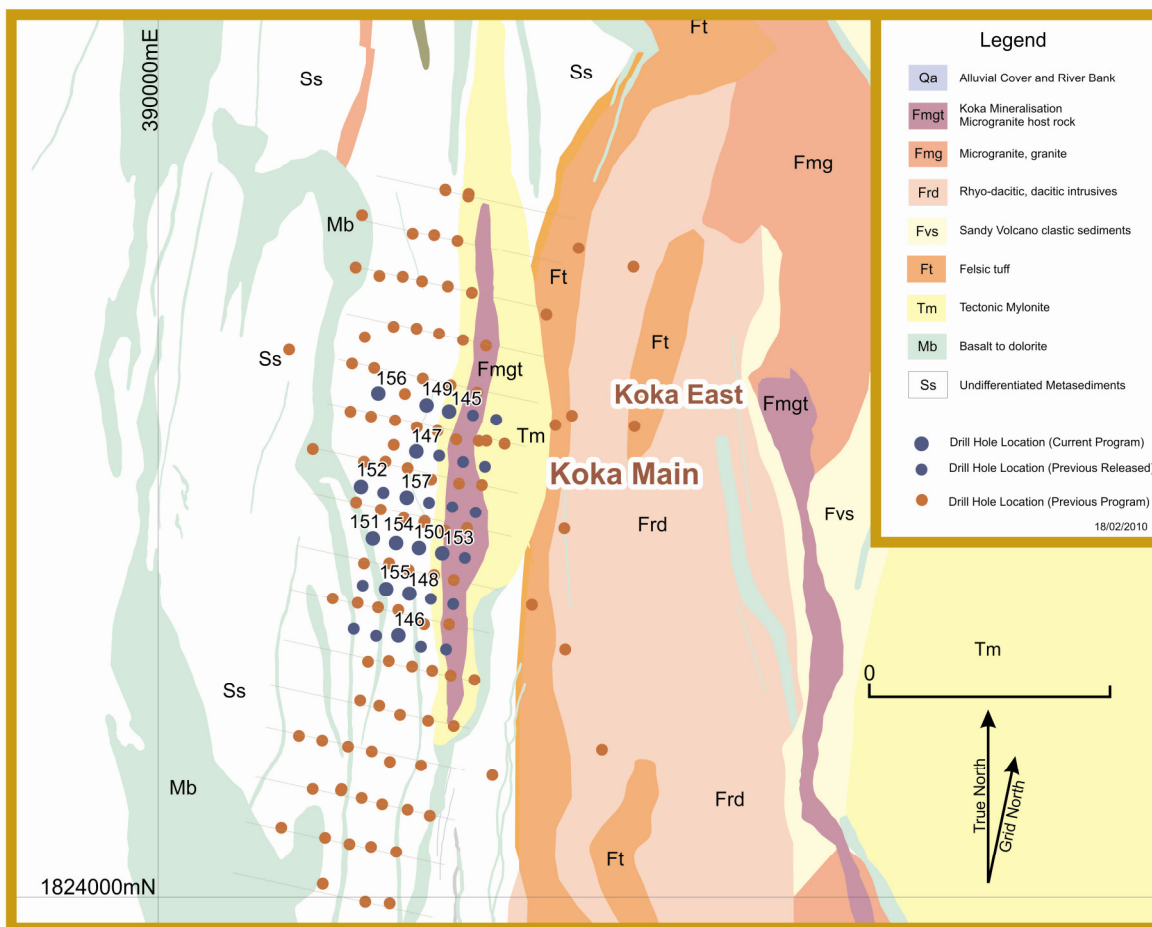 Legend
Qa Alluvial Cover and River Bank
Fmgt Koka Mineralisation
Microgranite host rock
Fmg Microgranite, granite
Frd Rhyo-dacitic, dacitic intrusives
Fvs Sandy Volcano clastic sediments
Ft Felsic tuff
Tm Tectonic Mylonite
Mb Basalt to dolorite
Ss Undifferentiated Metasediments
Drill Hole Location (Current Program)
Drill Hole Location (Previous Released)
Drill Hole Location (Previous Program)
18/02/2010
390000mE
Ft
Ss
Ss
Fmg
Mb
Ft
Ft
Ss
Fmgt
156
149
145
Koka East
Fmgt
147
Tm
Koka Main
152
157
Frd
Fvs
151
154
150
153
155
148
146
Tm
0
Ss
True North
Grid North
Mb
Frd
Ft
1824000mN